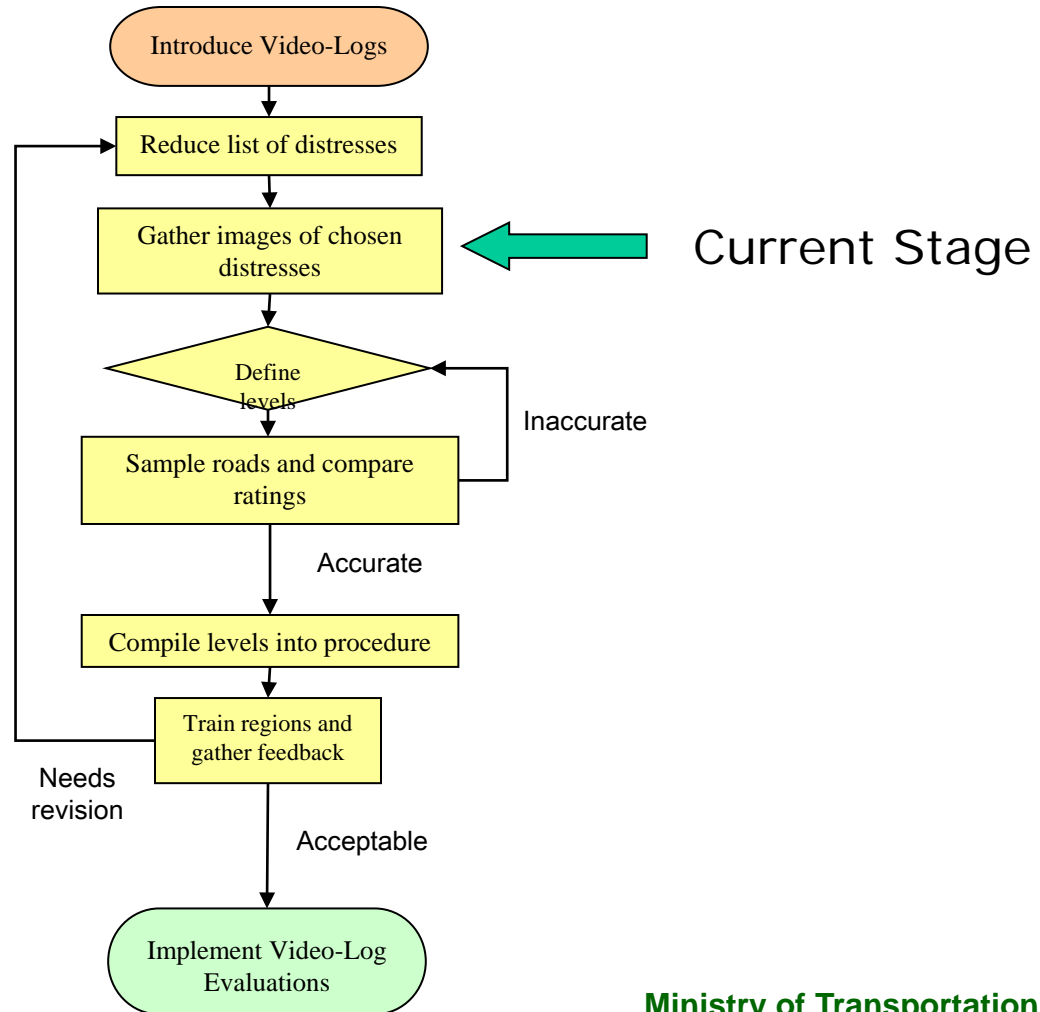 Introduce Video-Logs
Reduce list of distresses
Gather images of chosen
distresses
Current Stage
Define
levels
Inaccurate
Sample roads and compare
ratings
Accurate
Compile levels into procedure
Train regions and
gather feedback
Needs
revision
Acceptable
Implement Video-Log
Evaluations
Ministry of Transportation